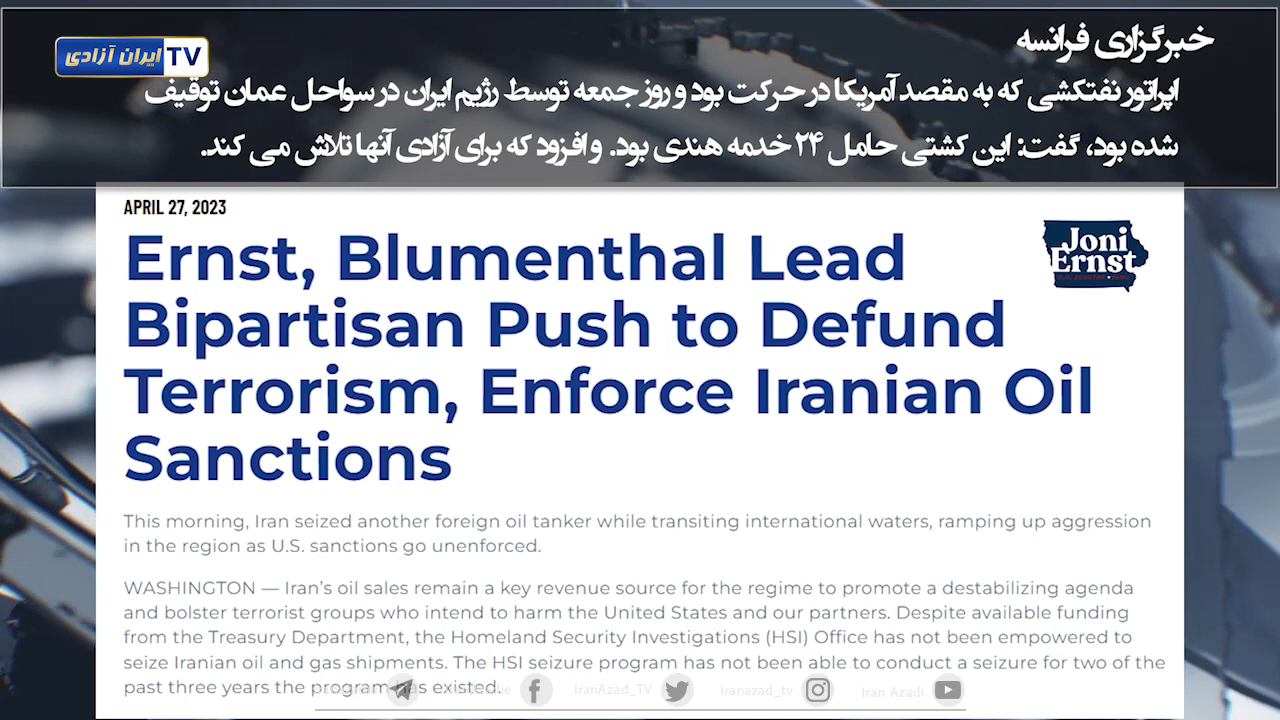 خبرگزاری فرانسه
ایران آزادی TV
اپراتور نفتکشی که به مقصد آمریکا در حرکت بود و روز جمعه توسط رژیم ایران در سواحل عمان توقیف
شده بود، گفت: این کشتی حامل ۲۴ خدمه هندی بود. و افزود که برای آزادی آنها تلاش می کند.
APRIL 27, 2023
Joni
Ernst
Ernst, Blumenthal Lead
Bipartisan Push to Defund
Terrorism, Enforce Iranian Oil
Sanctions
This morning, Iran seized another foreign oil tanker while transiting international waters, ramping up aggression
in the region as U.S. sanctions go unenforced.
WASHINGTON — Iran's oil sales remain a key revenue source for the regime to promote a destabilizing agenda
and bolster terrorist groups who intend to harm the United States and our partners. Despite available funding
from the Treasury Department, the Homeland Security Investigations (HSI) Office has not been empowered to
seize Iranian oil and gas shipments. The HSI seizure program has not been able to conduct a seizure for two of the
past three years the program has existed.
IranAzad_TV
iranazad_tv
Iran Azadi